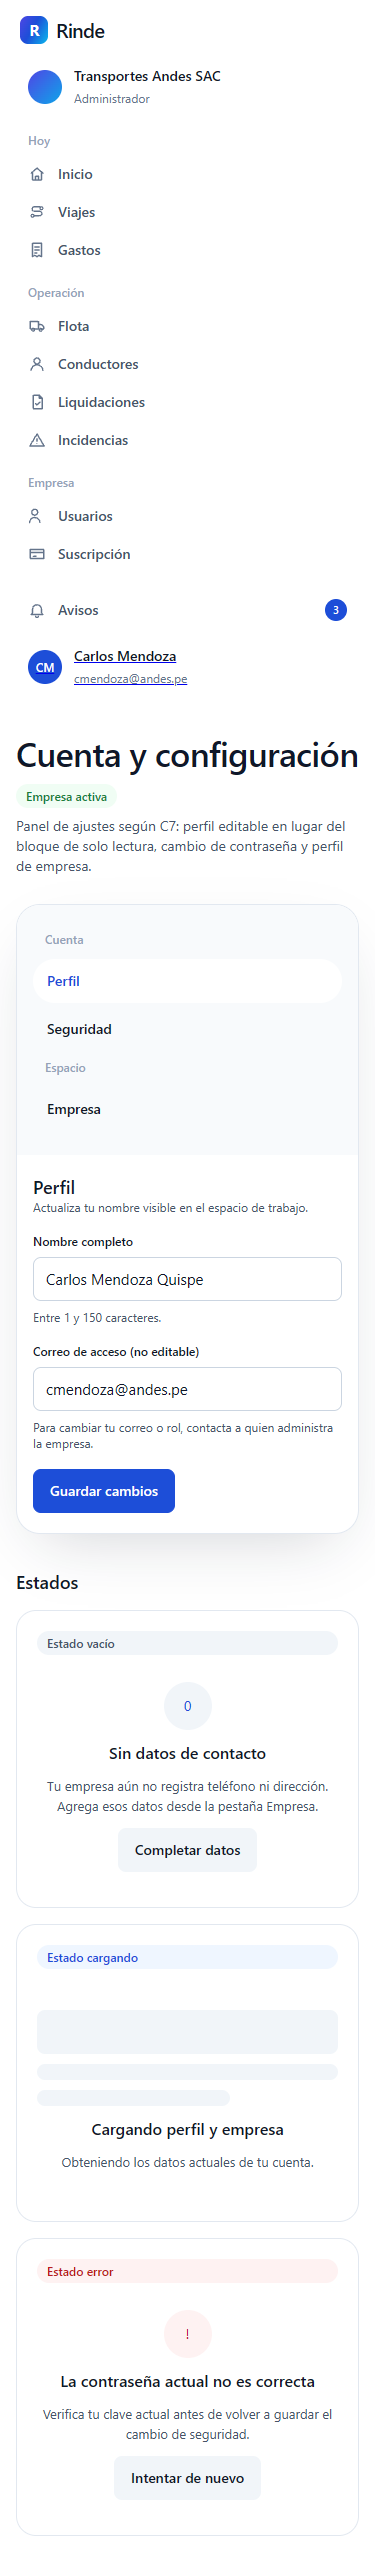 R Rinde
Transportes Andes SAC
Administrador
Hoy
Inicio
Viajes
Gastos
Operación
Flota
Conductores
Liquidaciones
Incidencias
Empresa
Usuarios
Suscripción
Avisos 3
CM
Carlos Mendoza
cmendoza@andes.pe
Cuenta y configuración
Empresa activa
Panel de ajustes según C7: perfil editable en lugar del
bloque de solo lectura, cambio de contraseña y perfil
de empresa.
Cuenta
Perfil
Seguridad
Espacio
Empresa
Perfil
Actualiza tu nombre visible en el espacio de trabajo.
Nombre completo
Carlos Mendoza Quispe
Entre 1 y 150 caracteres.
Correo de acceso (no editable)
cmendoza@andes.pe
Para cambiar tu correo o rol, contacta a quien administra
la empresa.
Guardar cambios
Estados
Estado vacío
0
Sin datos de contacto
Tu empresa aún no registra teléfono ni dirección.
Agrega esos datos desde la pestaña Empresa.
Completar datos
Estado cargando
Cargando perfil y empresa
Obteniendo los datos actuales de tu cuenta.
Estado error
!
La contraseña actual no es correcta
Verifica tu clave actual antes de volver a guardar el
cambio de seguridad.
Intentar de nuevo